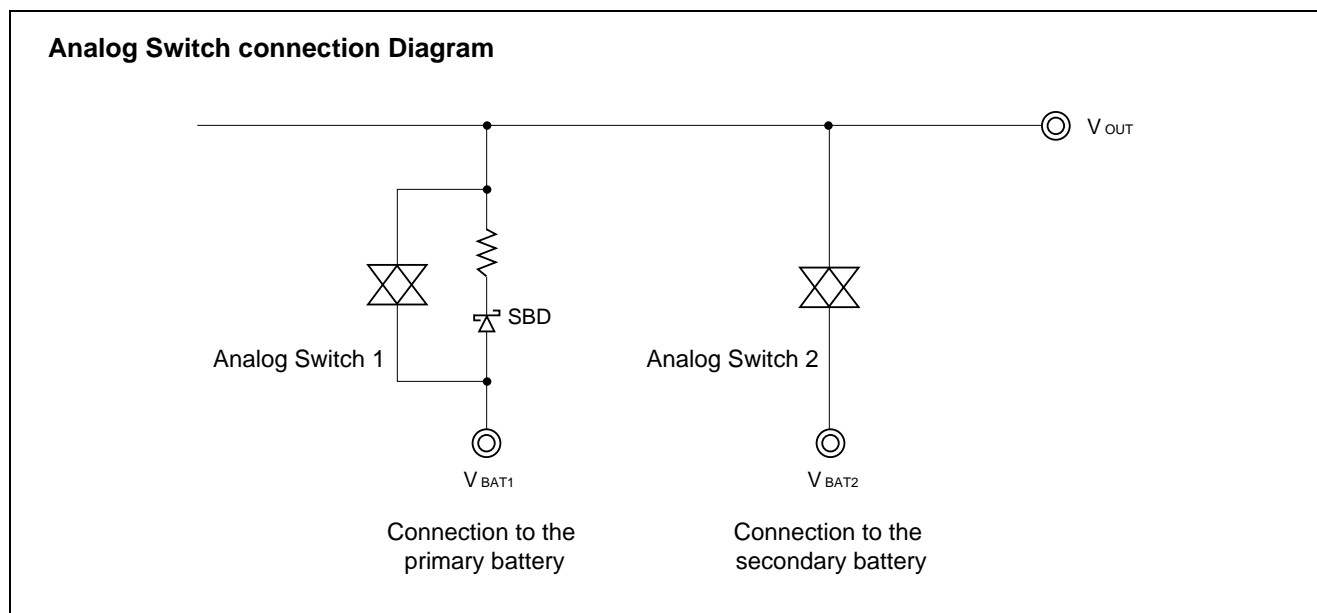 Analog Switch connection Diagram
V OUT
SBD
Analog Switch 1
Analog Switch 2
V BAT1
V BAT2
Connection to the
primary battery
Connection to the
secondary battery